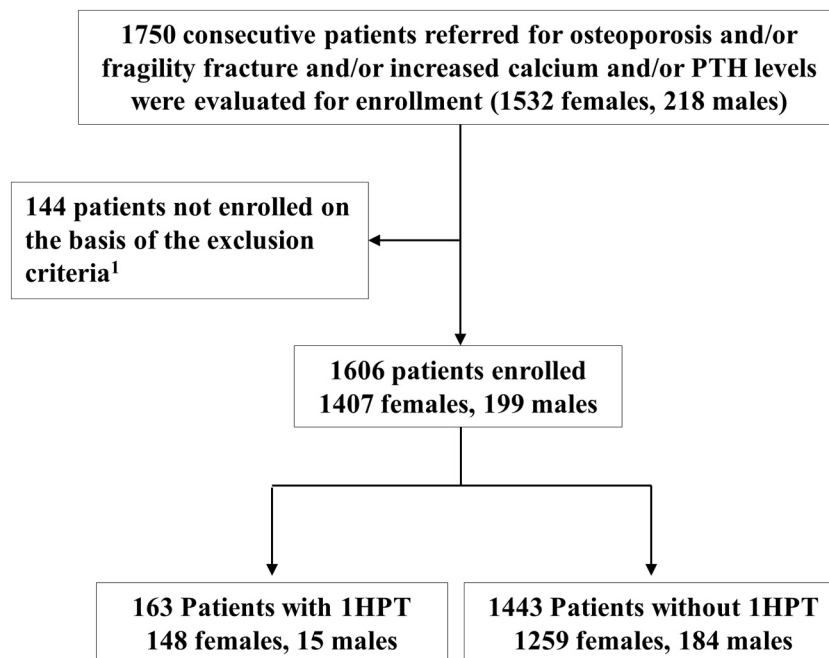 1750 consecutive patients referred for osteoporosis and/or
fragility fracture and/or increased calcium and/or PTH levels
were evaluated for enrollment (1532 females, 218 males)
144 patients not enrolled on
the basis of the exclusion
criteria¹
1606 patients enrolled
1407 females, 199 males
163 Patients with 1HPT
148 females, 15 males
1443 Patients without 1HPT
1259 females, 184 males